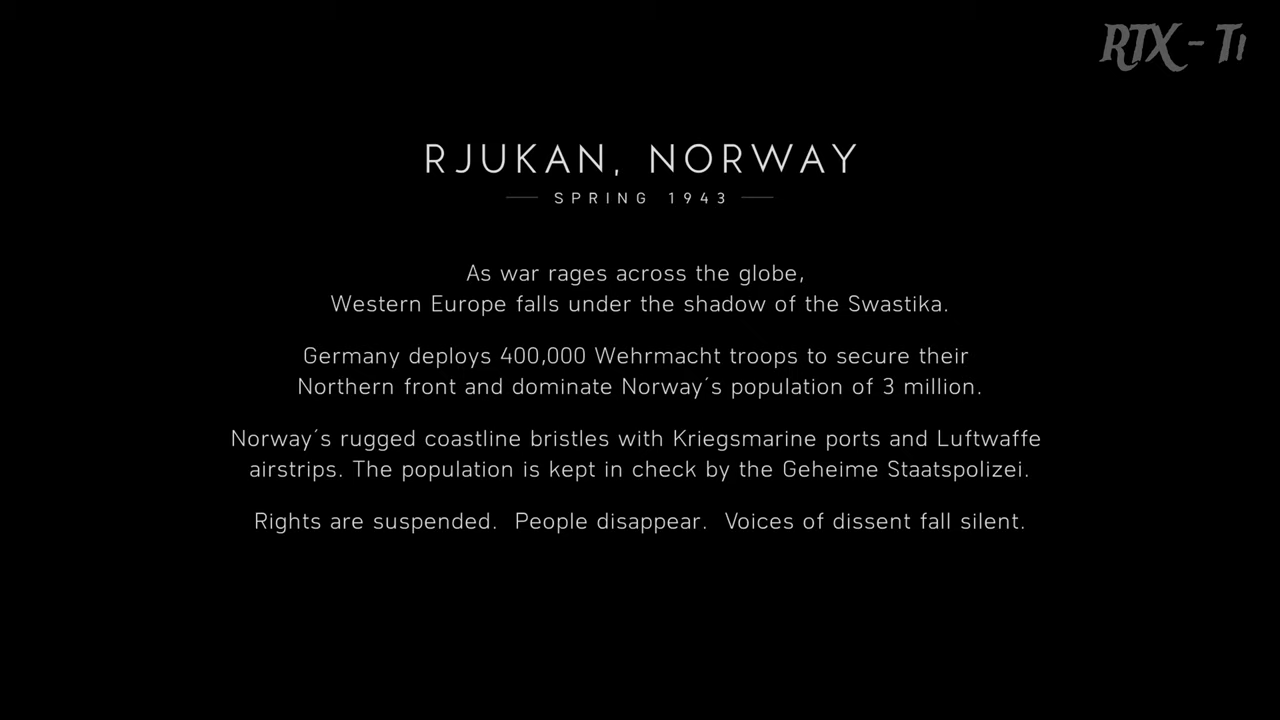 RTX - Ti
RJUKAN, NORWAY
SPRING 1943
As war rages across the globe,
Western Europe falls under the shadow of the Swastika.
Germany deploys 400,000 Wehrmacht troops to secure their
Northern front and dominate Norway´s population of 3 million.
Norway´s rugged coastline bristles with Kriegsmarine ports and Luftwaffe
airstrips. The population is kept in check by the Geheime Staatspolizei.
Rights are suspended. People disappear. Voices of dissent fall silent.